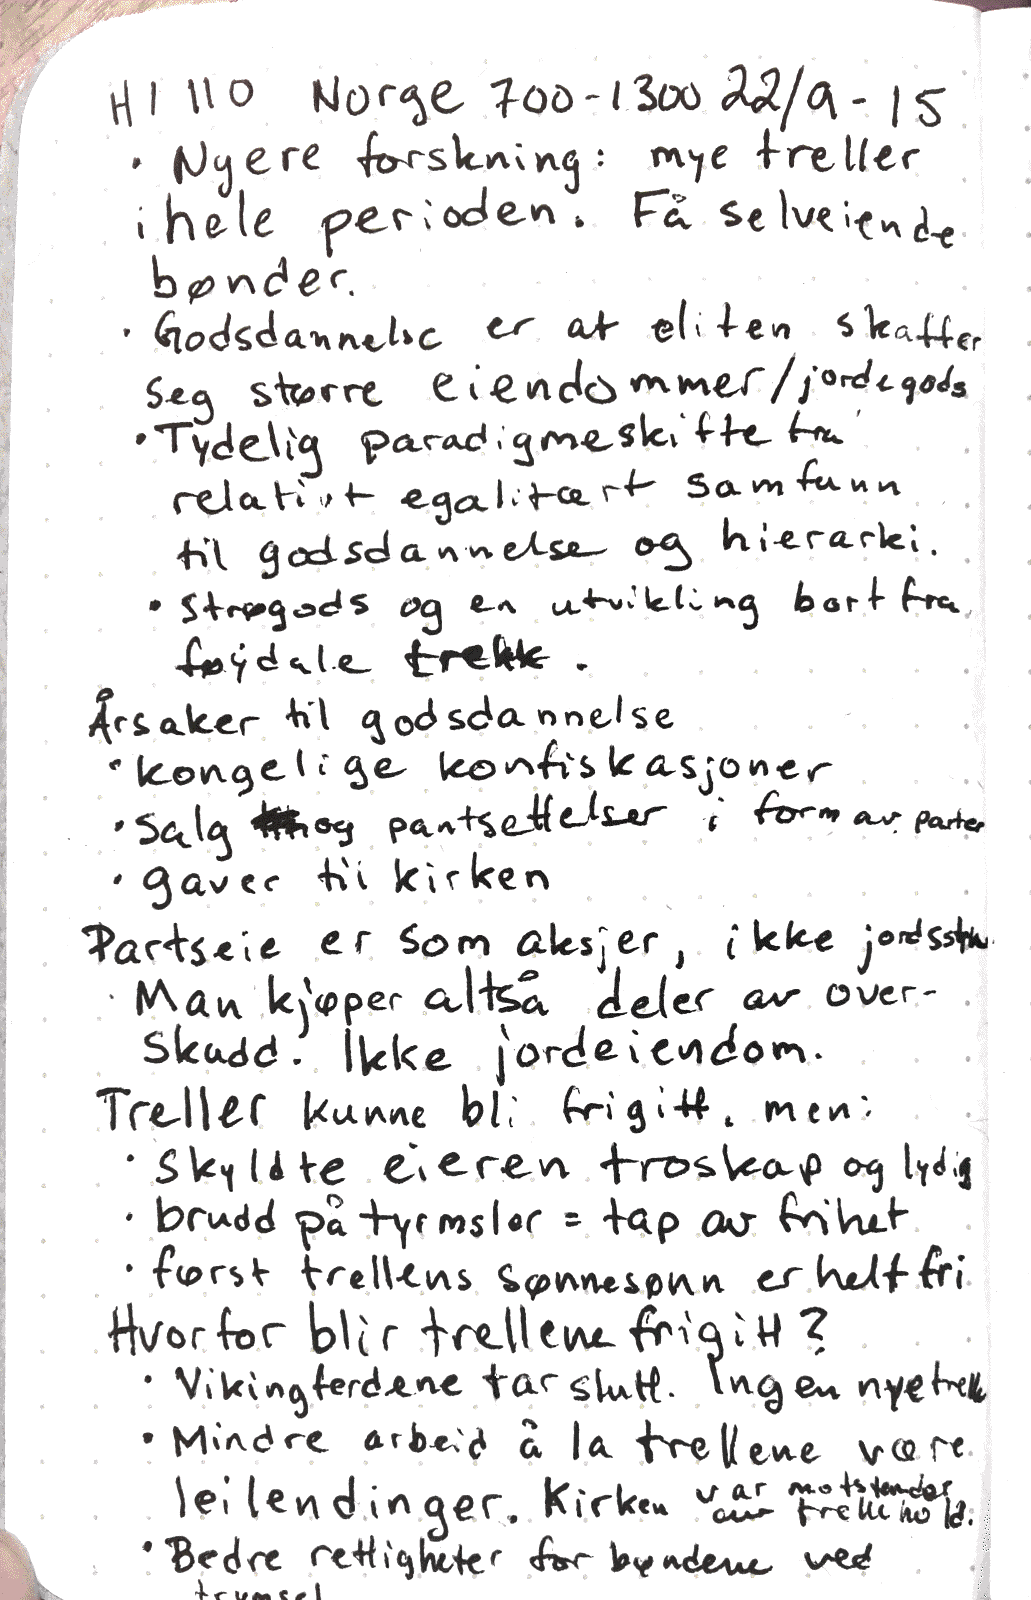 HI 110 Norge 700-1300 22/9-15
• Nyere forskning: mye treller
i hele perioden. Få selveiende
bønder.
• Godsdannelse er at eliten skaffer
seg større eiendommer/jordegods
• Tydelig paradigmeskifte fra
relativt egalitært samfunn
til godsdannelse og hierarki.
• Strøgods og en utvikling bort fra
føydale trekk.
Årsaker til godsdannelse
• kongelige konfiskasjoner
• Salg og pantsettelser i form av parter
• gaver til kirken
Partseie er som aksjer, ikke
• Man kjøper altså deler av over-
skudd. Ikke jordeiendom.
Treller kunne bli frigitt, men:
• Skyldte eieren troskap og lydig
• brudd på tyrmsler = tap av frihet
• først trellens sønnesønn er helt fri
Hvorfor blir trellene frigitt?
• Vikingferdene tar slutt. Ingen nye
• Mindre arbeid å la trellene være
leilendinger. Kirken var motstander
av trellehold.
• Bedre rettigheter for bøndene ved